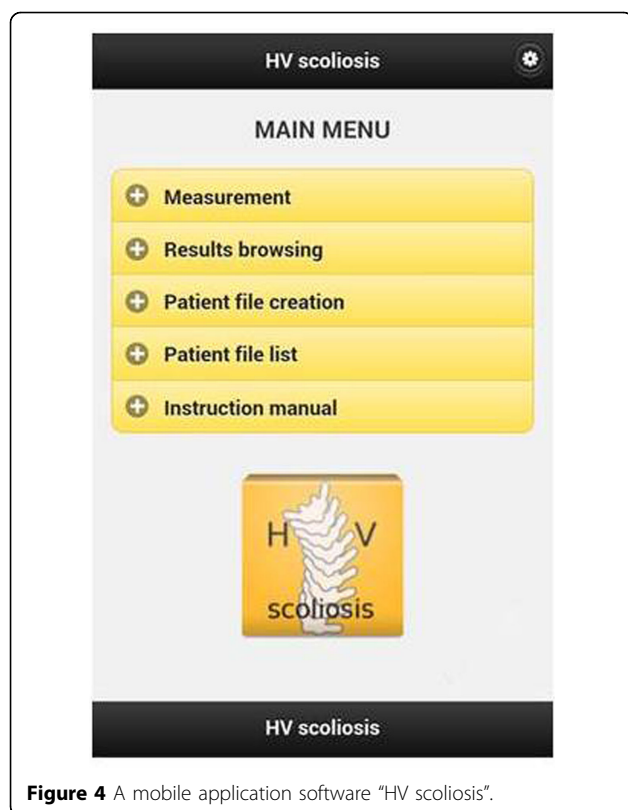 HV scoliosis
MAIN MENU
Measurement
Results browsing
Patient file creation
Patient file list
Instruction manual
H V
scoliosis
HV scoliosis
Figure 4 A mobile application software “HV scoliosis”.